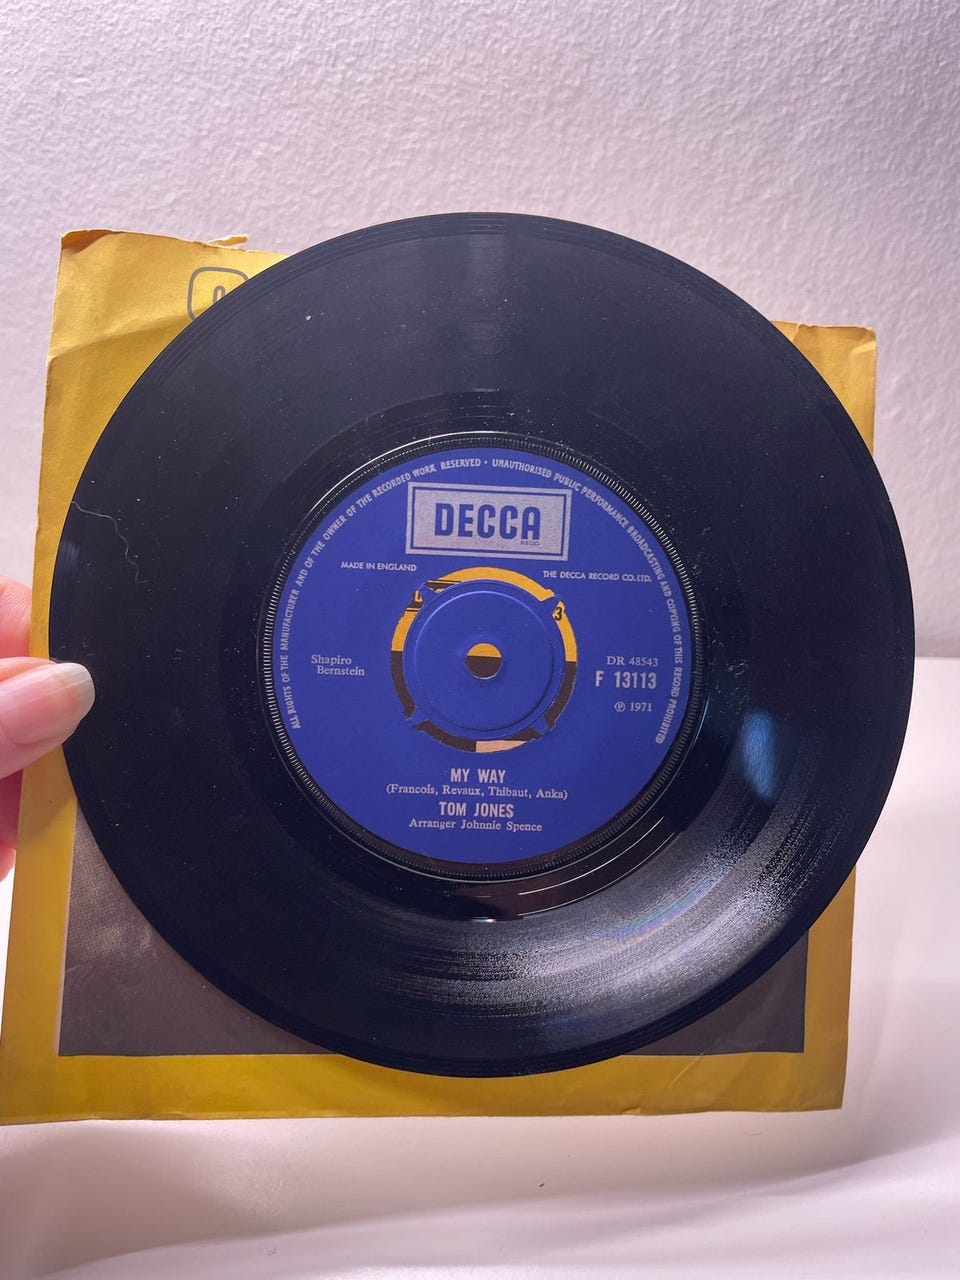 ALL RIGHTS OF THE MANUFACTURER AND OF THE OWNER OF THE RECORDED WORK RESERVED • UNAUTHORISED PUBLIC PERFORMANCE BROADCASTING AND COPYING OF THIS RECORD PROHIBITED
DECCA
REGD.
MADE IN ENGLAND
THE DECCA RECORD CO. LTD.
3
Shapiro
Bernstein
DR 48543
F 13113
℗ 1971
MY WAY
(Francois, Revaux, Thibaut, Anka)
TOM JONES
Arranger Johnnie Spence